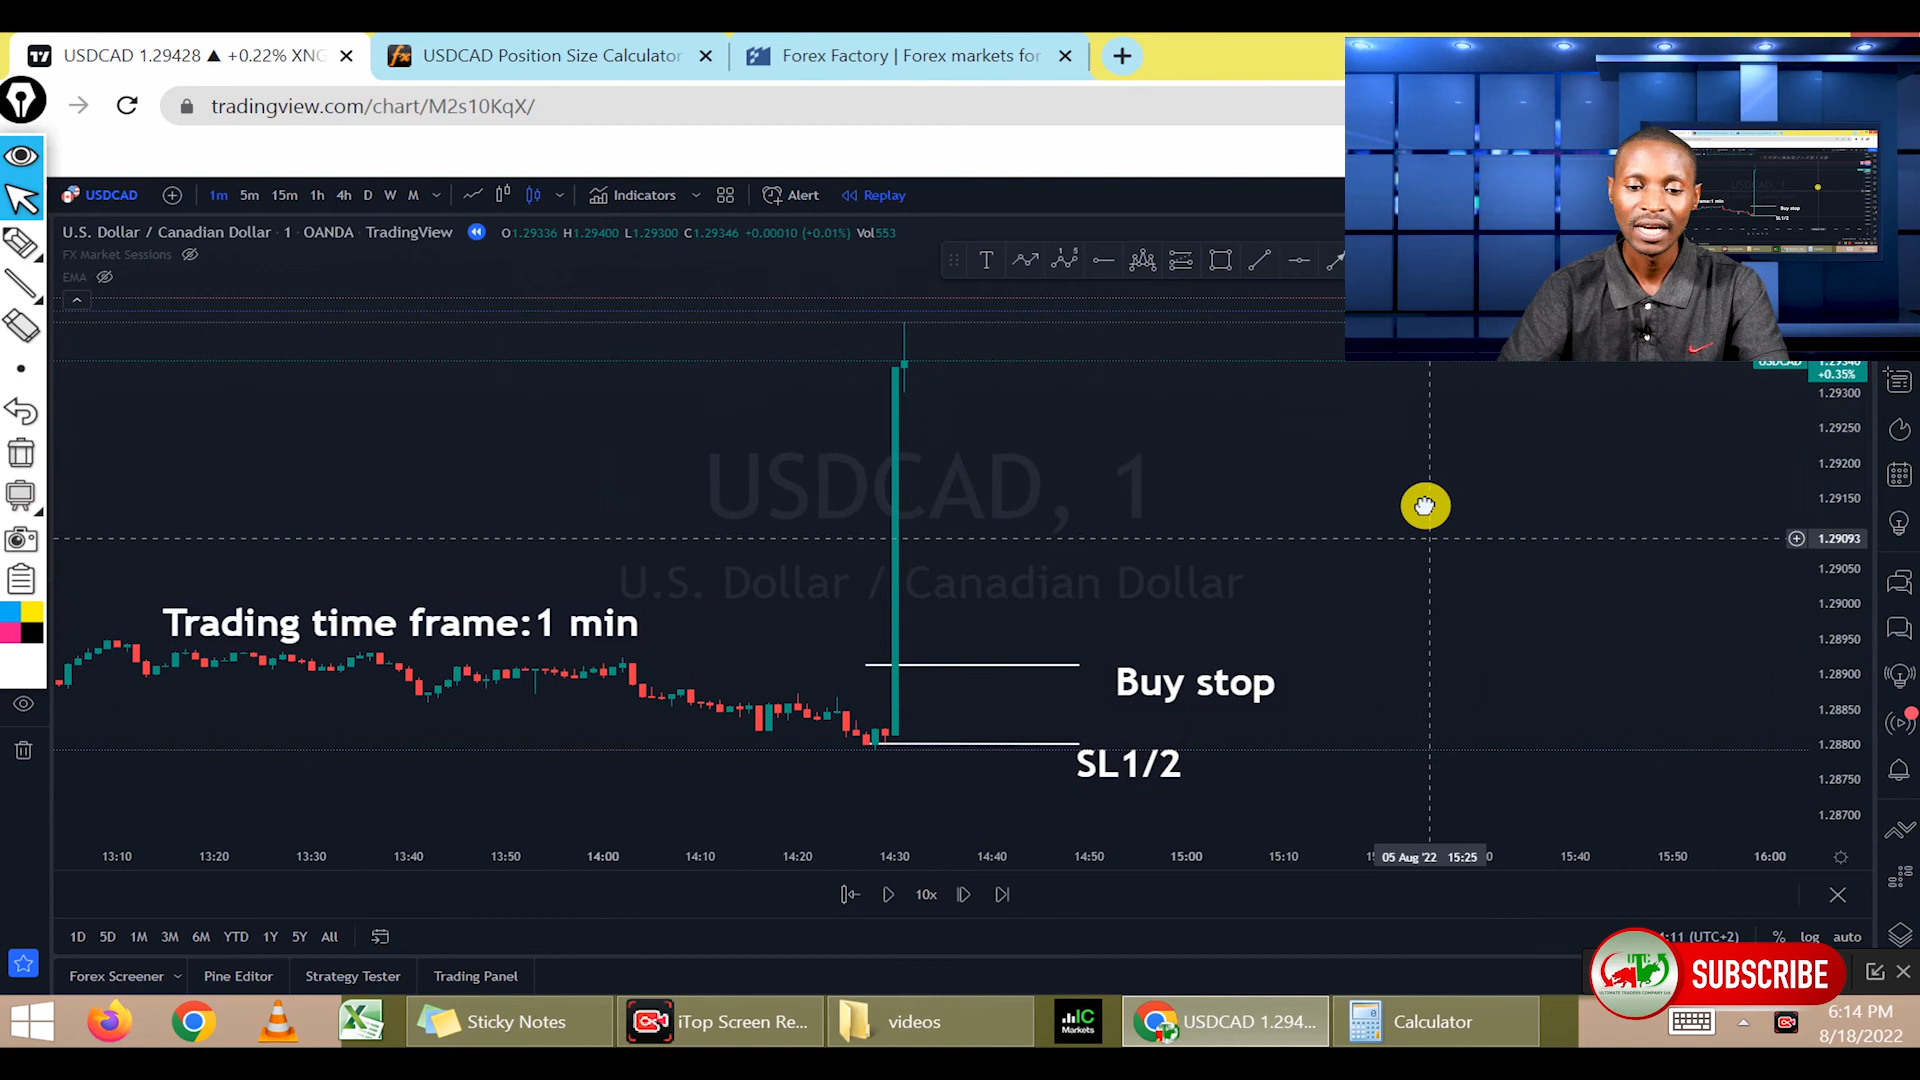 USDCAD 1.29428 ▲ +0.22% XNG
USDCAD Position Size Calculator
Forex Factory | Forex markets for
tradingview.com/chart/M2s10KqX/
USDCAD
1m 5m 15m 1h 4h D W M
Indicators
Alert
Replay
U.S. Dollar / Canadian Dollar · 1 · OANDA · TradingView
O1.29336 H1.29400 L1.29300 C1.29346 +0.00010 (+0.01%) Vol553
FX Market Sessions
EMA
USDCAD, 1
U.S. Dollar / Canadian Dollar
Trading time frame:1 min
Buy stop
SL1/2
USDCAD
1.29346
+0.35%
1.29300
1.29250
1.29200
1.29150
1.29093
1.29050
1.29000
1.28950
1.28900
1.28850
1.28800
1.28750
1.28700
13:10 13:20 13:30 13:40 13:50 14:00 14:10 14:20 14:30 14:40 14:50 15:00 15:10 05 Aug '22 15:25 15:40 15:50 16:00
10x
1D 5D 1M 3M 6M YTD 1Y 5Y All
(UTC+2) % log auto
Forex Screener
Pine Editor
Strategy Tester
Trading Panel
UTC
ULTIMATE TRADERS COMPANY
SUBSCRIBE
Sticky Notes
iTop Screen Re...
videos
IC
Markets
USDCAD 1.294...
Calculator
6:14 PM
8/18/2022